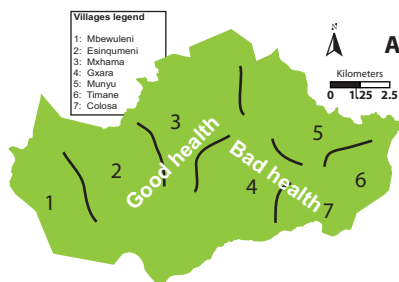 Villages legend
1: Mbewuleni
2: Esinqumeni
3: Mxhama
4: Gxara
5: Munyu
6: Timane
7: Colosa
N
A
Kilometers
0 1.25 2.5
3
5
2
Good health
Bad health
6
1
4
7